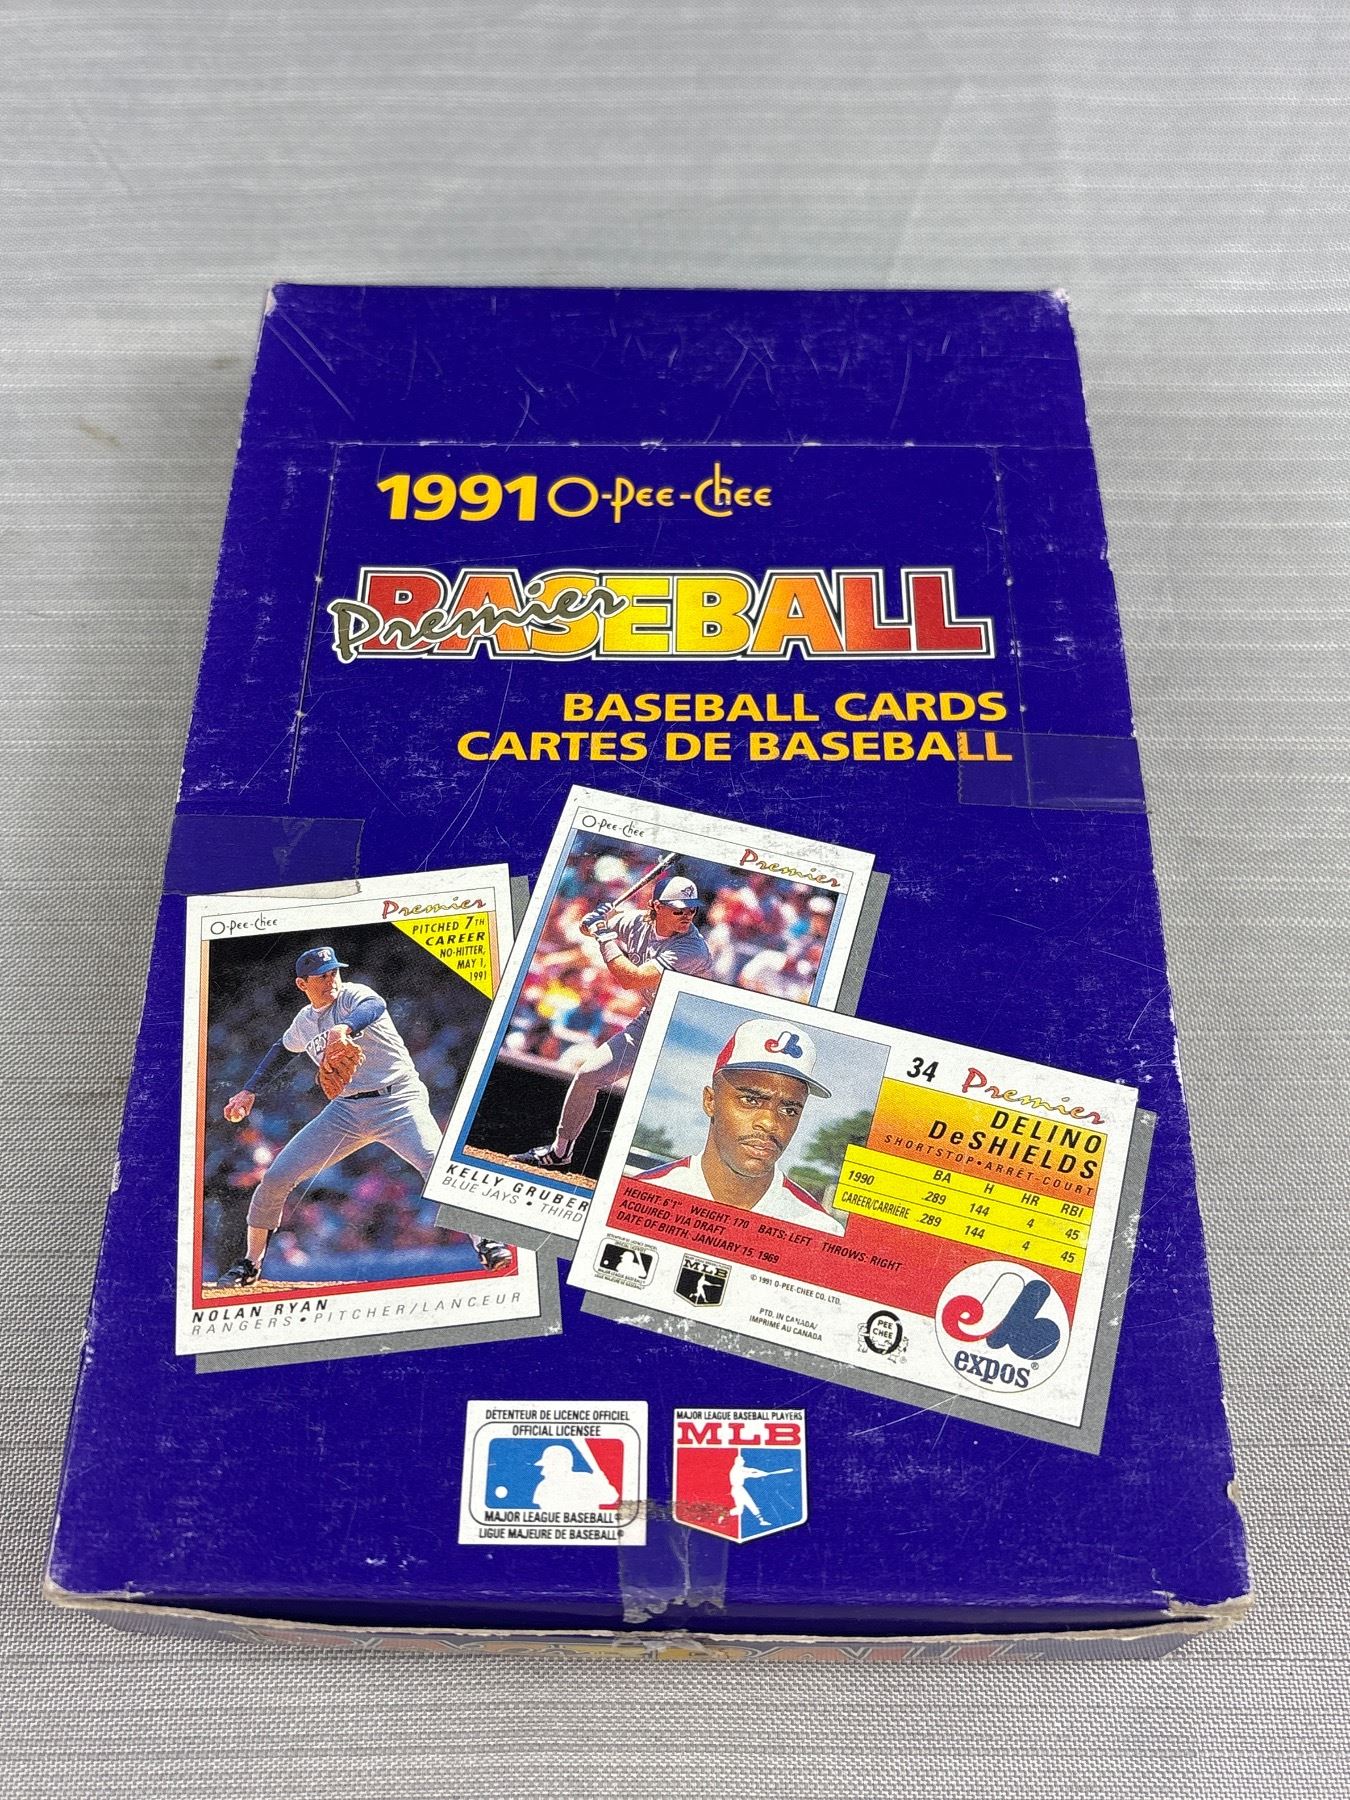 1991 O-Pee-Chee
Premier BASEBALL
BASEBALL CARDS
CARTES DE BASEBALL
O-Pee-Chee Premier
PITCHED 7TH
CAREER
NO-HITTER,
MAY 1,
1991
NOLAN RYAN
RANGERS • PITCHER/LANCEUR
O-Pee-Chee Premier
KELLY GRUBER
BLUE JAYS • THIRD
34 Premier
DELINO
DeSHIELDS
SHORTSTOP • ARRÊT-COURT
BA H HR RBI
1990 .289 144 4 45
CAREER/CARRIÈRE .289 144 4 45
HEIGHT: 6'1" WEIGHT: 170 BATS: LEFT THROWS: RIGHT
ACQUIRED: VIA DRAFT
DATE OF BIRTH: JANUARY 15, 1969
MLB
© 1991 O-PEE-CHEE CO. LTD.
PTD. IN CANADA/
IMPRIMÉ AU CANADA
PEE
CHEE
expos®
DÉTENTEUR DE LICENCE OFFICIEL
OFFICIAL LICENSEE
MAJOR LEAGUE BASEBALL®
LIGUE MAJEURE DE BASEBALL®
MAJOR LEAGUE BASEBALL PLAYERS
MLB